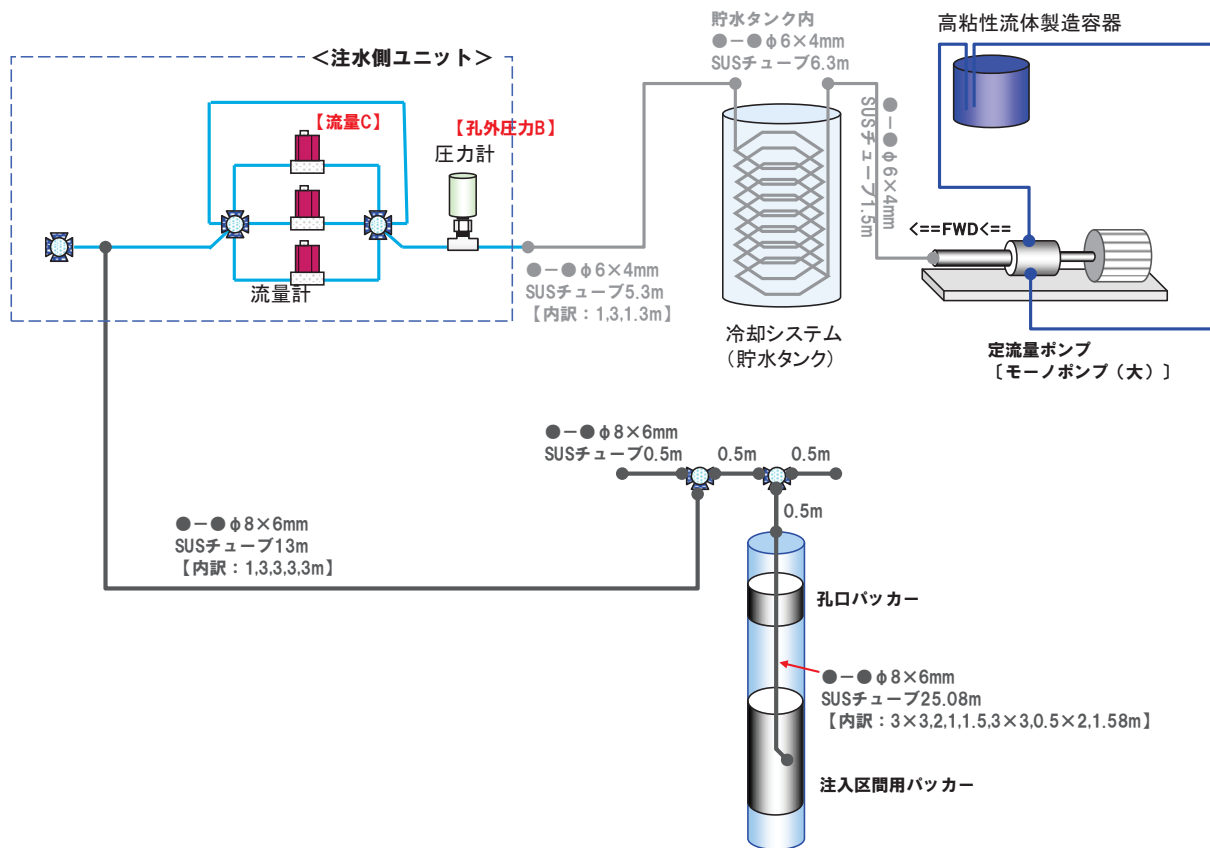 ＜注水側ユニット＞
【流量C】
【孔外圧力B】
圧力計
流量計
●－●φ6×4mm
SUSチューブ5.3m
【内訳：1,3,1.3m】
貯水タンク内
●－●φ6×4mm
SUSチューブ6.3m
●－●φ6×4mm
SUSチューブ1.5m
冷却システム
（貯水タンク）
高粘性流体製造容器
<==FWD<==
定流量ポンプ
〔モーノポンプ（大）〕
●－●φ8×6mm
SUSチューブ0.5m
0.5m
0.5m
0.5m
●－●φ8×6mm
SUSチューブ13m
【内訳：1,3,3,3,3m】
孔口パッカー
●－●φ8×6mm
SUSチューブ25.08m
【内訳：3×3,2,1,1.5,3×3,0.5×2,1.58m】
注入区間用パッカー